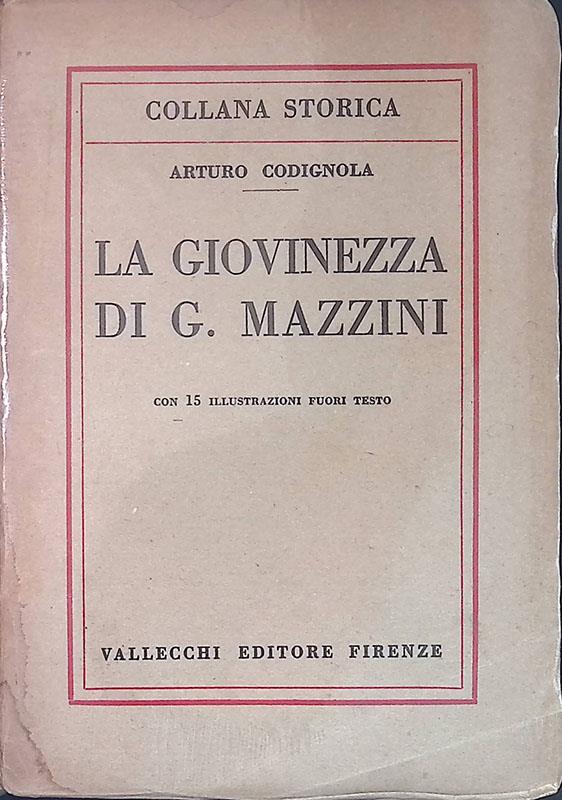 COLLANA STORICA
ARTURO CODIGNOLA
LA GIOVINEZZA
DI G. MAZZINI
CON 15 ILLUSTRAZIONI FUORI TESTO
VALLECCHI EDITORE FIRENZE